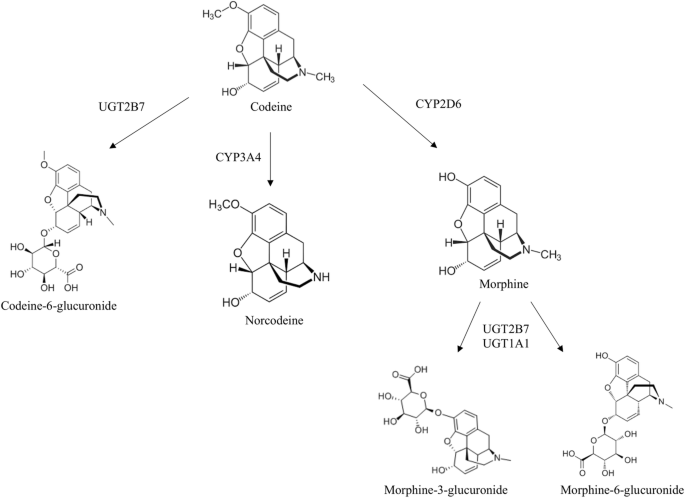 H₃C O
O
H H
N CH₃
HO
Codeine
UGT2B7
CYP2D6
CYP3A4
O
O
H
N
O
HO H
O
HO O
HO OH
OH
Codeine-6-glucuronide
H₃CO
O
H H
NH
HO
Norcodeine
HO
O
H H
N CH₃
HO
Morphine
UGT2B7
UGT1A1
OH
O
HO O
HO O
OH
O
H
N
HO
Morphine-3-glucuronide
HO
O
H
N
O
O OH
O
HO OH
OH
Morphine-6-glucuronide